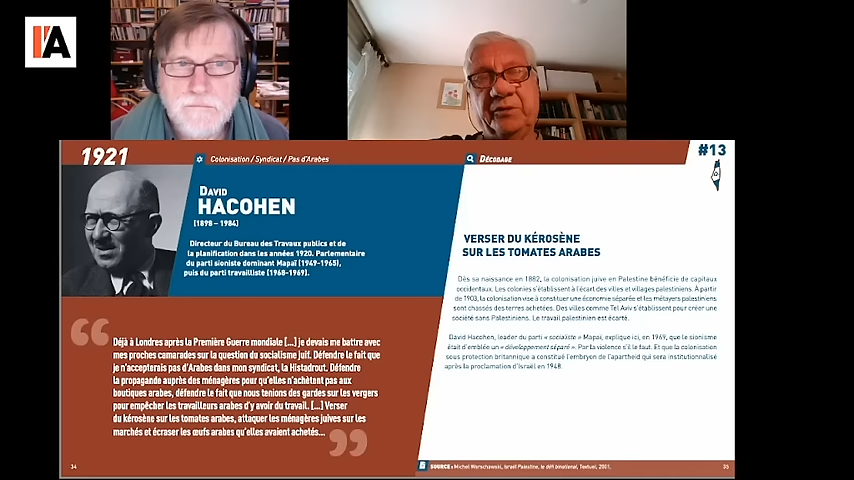 IA
1921
Colonisation / Syndicat / Pas d'Arabes
DAVID
HACOHEN
(1898 – 1984)
Directeur du Bureau des Travaux publics et de
la planification dans les années 1920. Parlementaire
du parti sioniste dominant Mapaï (1949-1965),
puis du parti travailliste (1968-1969).
“
Déjà à Londres après la Première Guerre mondiale [...] je devais me battre avec
mes proches camarades sur la question du socialisme juif. Défendre le fait que
je n'accepterais pas d'Arabes dans mon syndicat, la Histadrout. Défendre
la propagande auprès des ménagères pour qu'elles n'achètent pas aux
boutiques arabes, défendre le fait que nous tenions des gardes sur les vergers
pour empêcher les travailleurs arabes d'y avoir du travail. [...] Verser
du kérosène sur les tomates arabes, attaquer les ménagères juives sur les
marchés et écraser les œufs arabes qu'elles avaient achetés...
”
34
DÉCODAGE
#13
VERSER DU KÉROSÈNE
SUR LES TOMATES ARABES
Dès sa naissance en 1882, la colonisation juive en Palestine bénéficie de capitaux
occidentaux. Les colonies s'établissent à l'écart des villes et villages palestiniens. À partir
de 1903, la colonisation vise à constituer une économie séparée et les métayers palestiniens
sont chassés des terres achetées. Des villes comme Tel Aviv s'établissent pour créer une
société sans Palestiniens. Le travail palestinien est écarté.
David Hacohen, leader du parti « socialiste » Mapaï, explique ici, en 1969, que le sionisme
était d'emblée un « développement séparé ». Par la violence s'il le faut. Et que la colonisation
sous protection britannique a constitué l'embryon de l'apartheid qui sera institutionnalisé
après la proclamation d'Israël en 1948.
SOURCE : Michel Warschawski, Israël Palestine, le défi binational, Textuel, 2001.
35